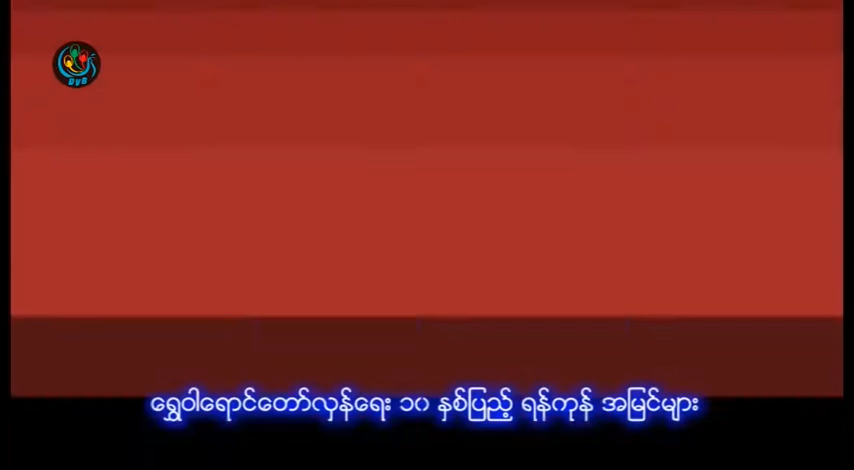 DVB
ရွှေဝါရောင်တော်လှန်ရေး ၁၀ နှစ်ပြည့် ရန်ကုန် အမြင်များ